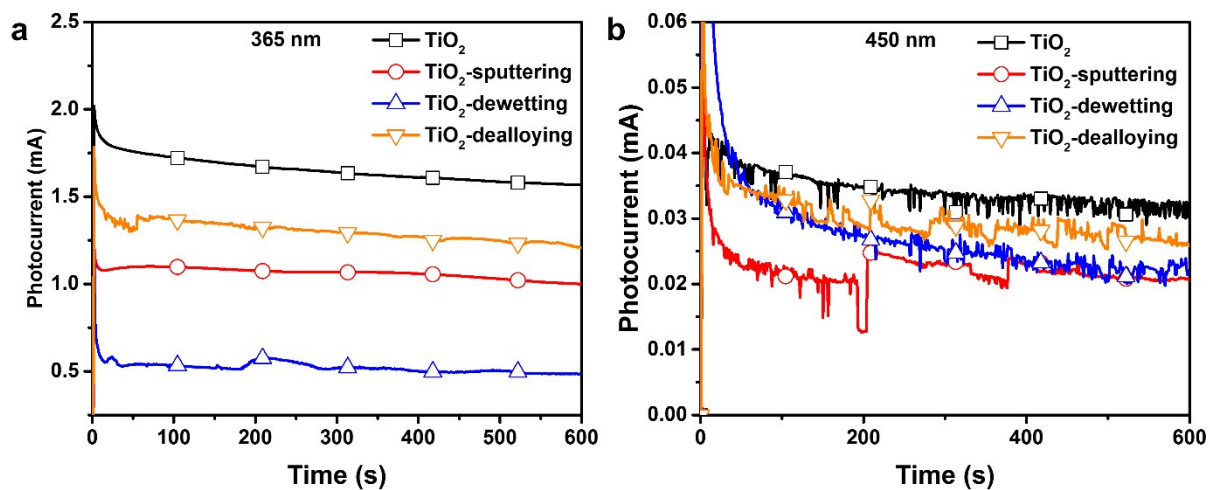 a
365 nm
TiO₂
TiO₂-sputtering
TiO₂-dewetting
TiO₂-dealloying
Photocurrent (mA)
2.5
2.0
1.5
1.0
0.5
0 100 200 300 400 500 600
Time (s)
b
450 nm
TiO₂
TiO₂-sputtering
TiO₂-dewetting
TiO₂-dealloying
Photocurrent (mA)
0.06
0.05
0.04
0.03
0.02
0.01
0.00
0 200 400 600
Time (s)